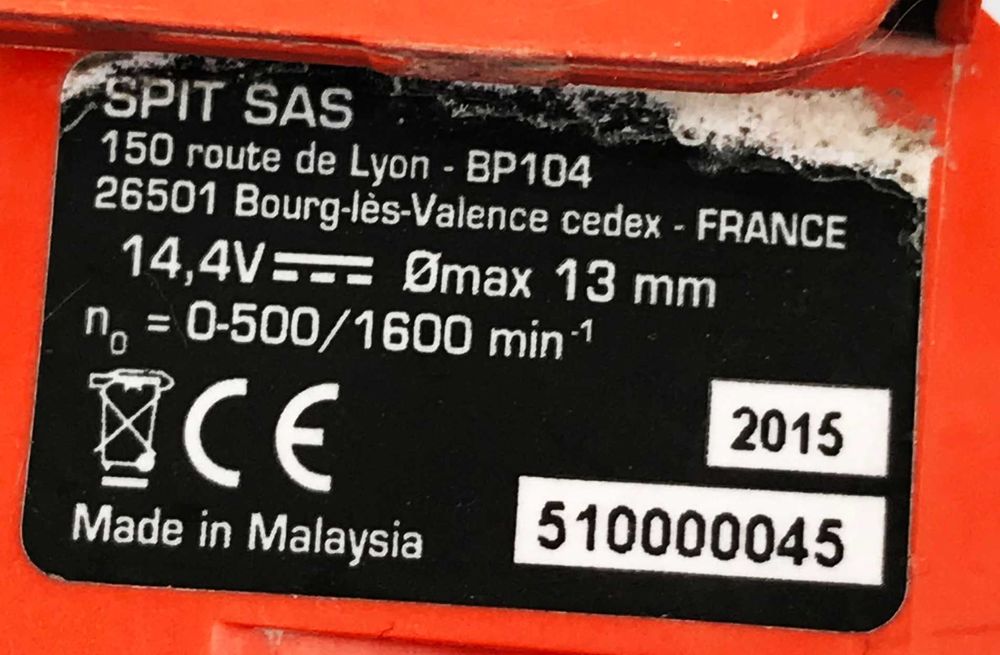 SPIT SAS
150 route de Lyon - BP104
26501 Bourg-lès-Valence cedex - FRANCE
14,4V Ømax 13 mm
n₀ = 0-500/1600 min⁻¹
CE
2015
Made in Malaysia
510000045